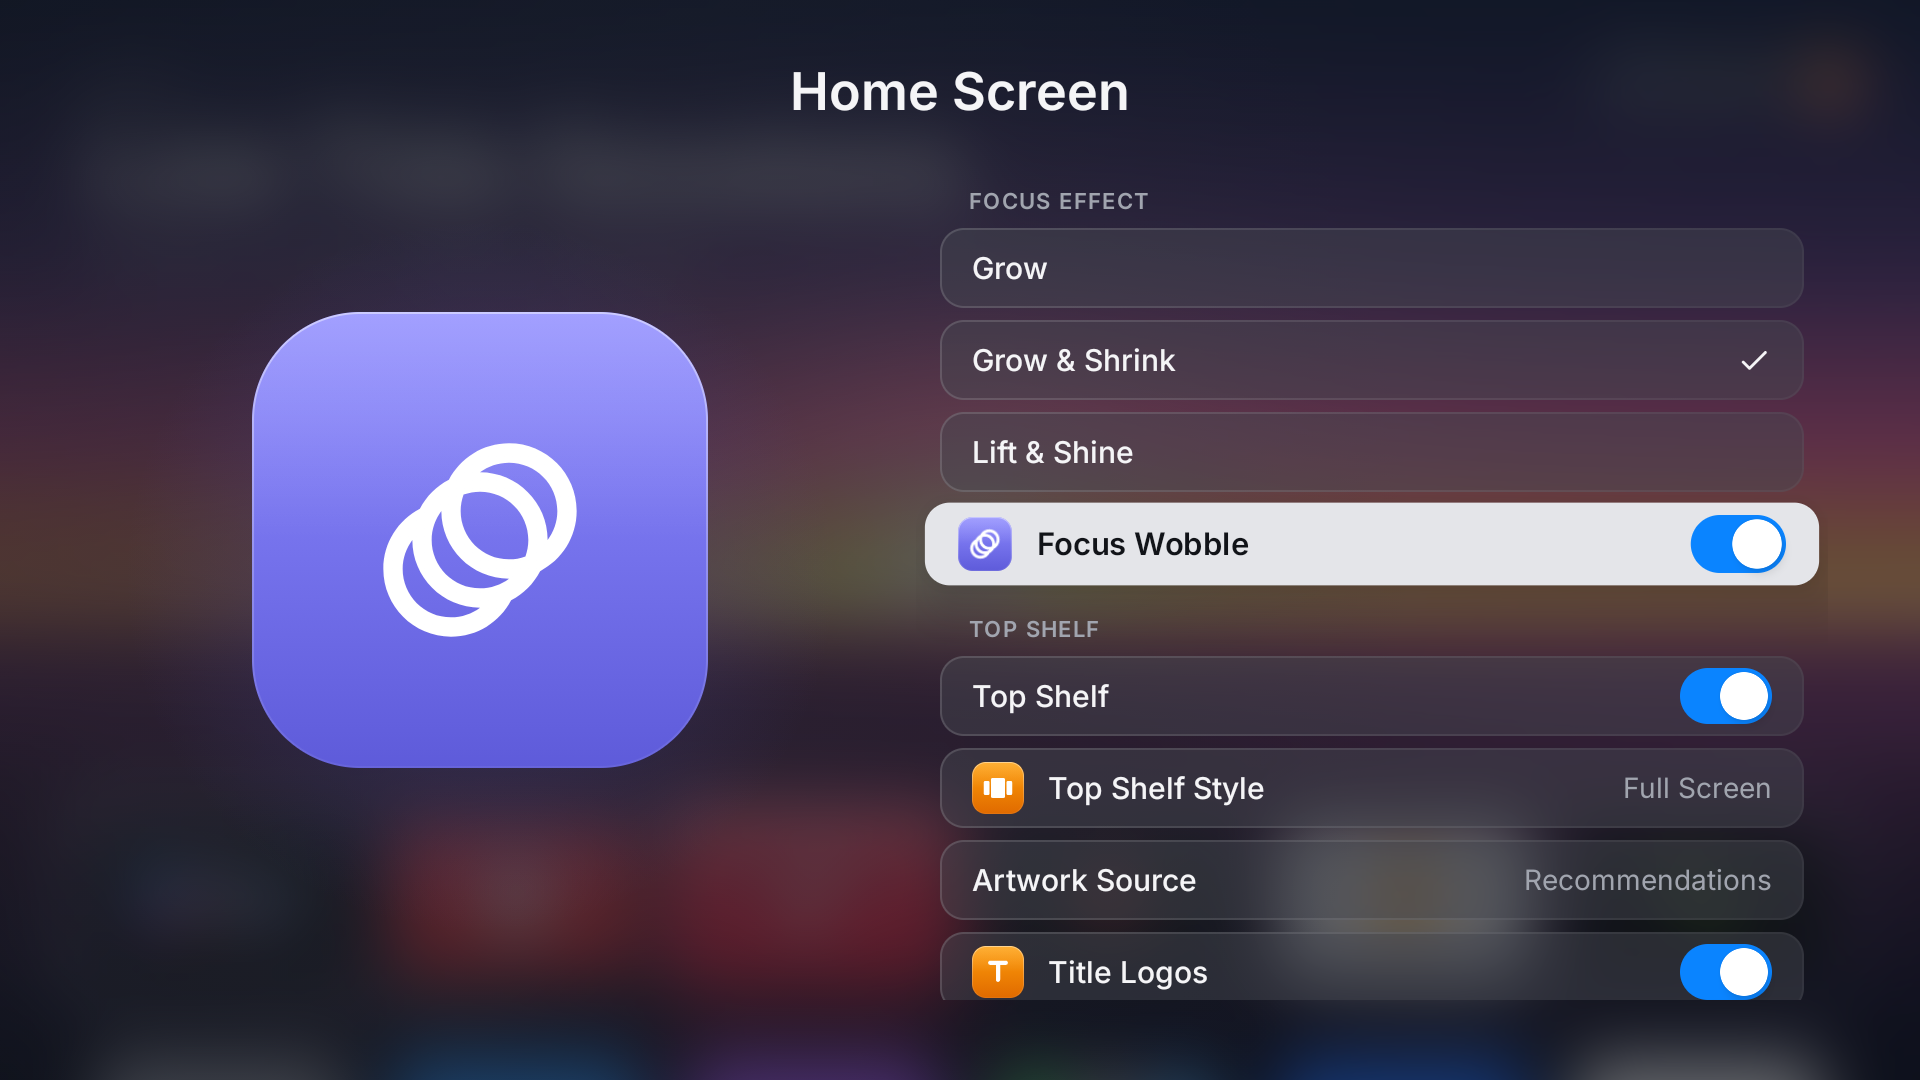 Home Screen
FOCUS EFFECT
Grow
Grow & Shrink
Lift & Shine
Focus Wobble
TOP SHELF
Top Shelf
Top Shelf Style Full Screen
Artwork Source Recommendations
T Title Logos